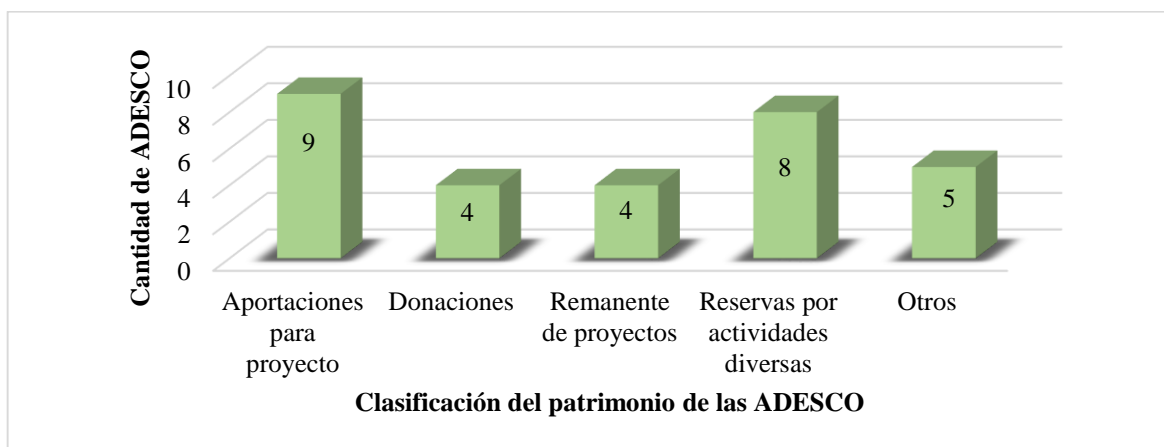 Cantidad de ADESCO
10
8
6
4
2
0
9
4
4
8
5
Aportaciones
para
proyecto
Donaciones
Remanente
de proyectos
Reservas por
actividades
diversas
Otros
Clasificación del patrimonio de las ADESCO